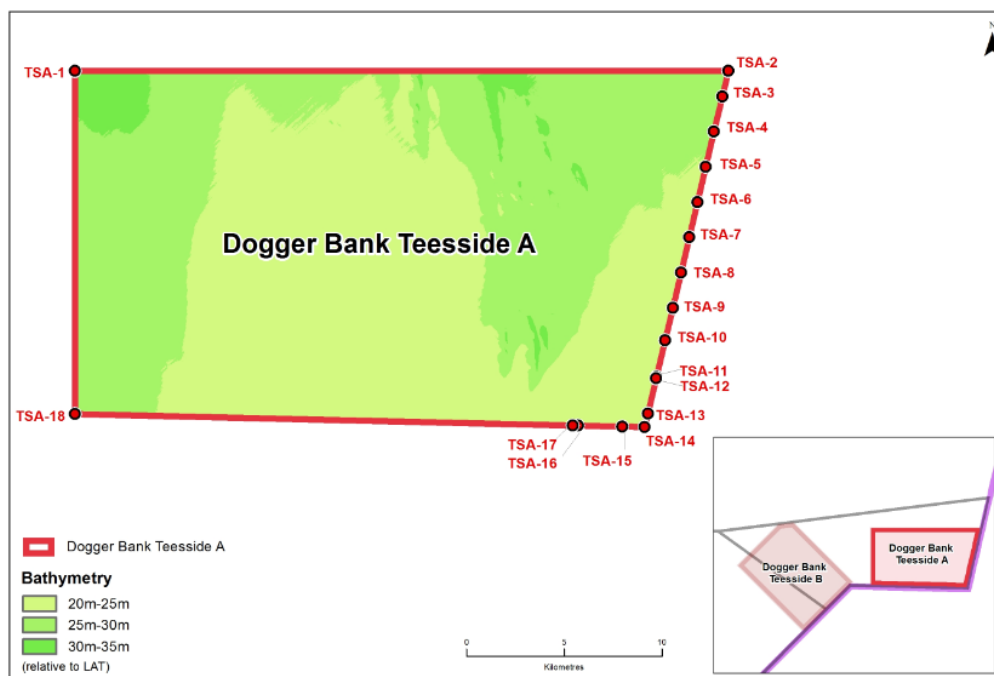 N
TSA-1
TSA-2
TSA-3
TSA-4
TSA-5
TSA-6
TSA-7
TSA-8
TSA-9
TSA-10
TSA-11
TSA-12
TSA-13
TSA-14
TSA-15
TSA-16
TSA-17
TSA-18
Dogger Bank Teesside A
Dogger Bank Teesside A
Bathymetry
20m-25m
25m-30m
30m-35m
(relative to LAT)
0
5
10
Kilometres
Dogger Bank
Teesside B
Dogger Bank
Teesside A